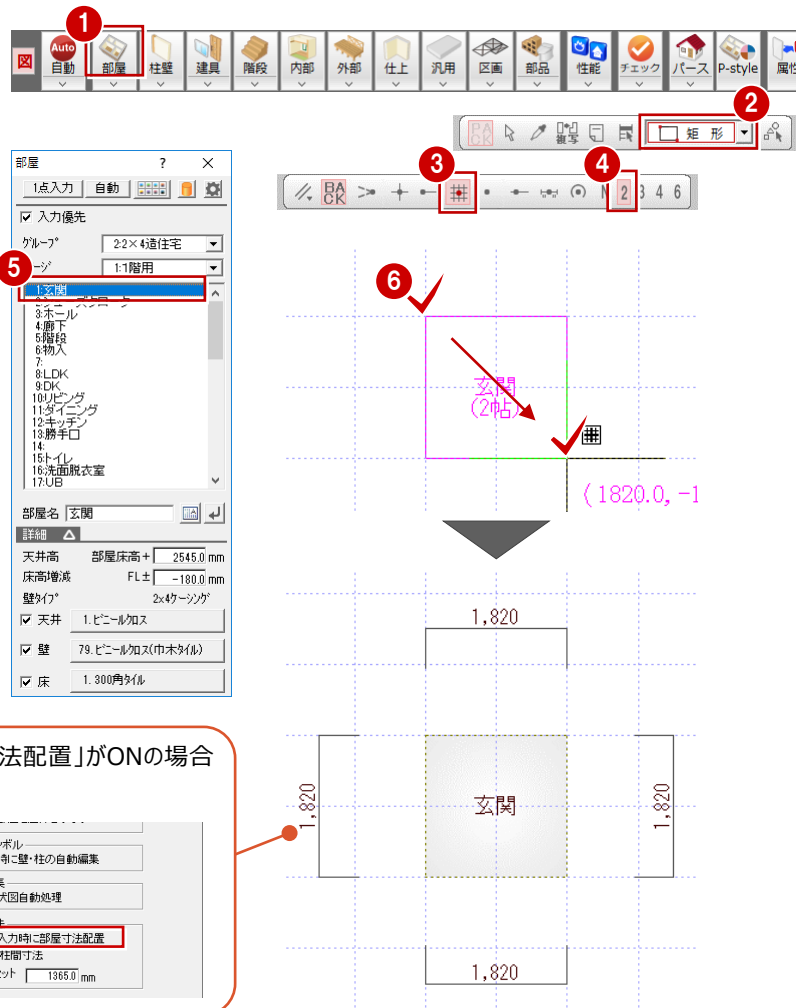 1
図 Auto 自動 部屋 柱壁 建具 階段 内部 外部 仕上 汎用 区画 部品 性能 チェック パース P-style 属性
2
PACK 複写 矩形
3 4
BACK N 2 3 4 6
部屋 ? ×
1点入力 自動
入力優先
グループ 2:2×4造住宅
1:1階用
5
1:玄関
3:ホール
4:廊下
5:階段
6:物入
7:
8:LDK
9:DK
10:リビング
11:ダイニング
12:キッチン
13:勝手口
14:
15:トイレ
16:洗面脱衣室
17:UB
部屋名 玄関
詳細
天井高 部屋床高+ 2545.0 mm
床高増減 FL± -180.0 mm
壁タイプ 2x4ケーシング
天井 1.ビニールクロス
壁 79.ビニールクロス(巾木タイル)
床 1.300角タイル
6
玄関
(2帖)
(1820.0, -1
1,820
1,820
玄関
1,820
1,820
法配置」がONの場合
ンボル
時に壁・柱の自動編集
状図自動処理
入力時に部屋寸法配置
柱間寸法
セット 1365.0 mm